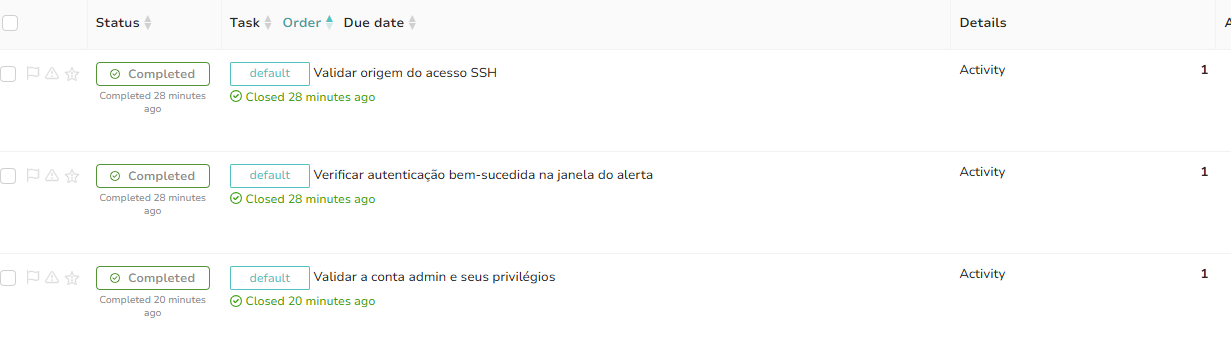 Status Task Order Due date Details A
Completed default Validar origem do acesso SSH Activity 1
Completed 28 minutes Closed 28 minutes ago
ago
Completed default Verificar autenticação bem-sucedida na janela do alerta Activity 1
Completed 28 minutes Closed 28 minutes ago
ago
Completed default Validar a conta admin e seus privilégios Activity 1
Completed 20 minutes Closed 20 minutes ago
ago